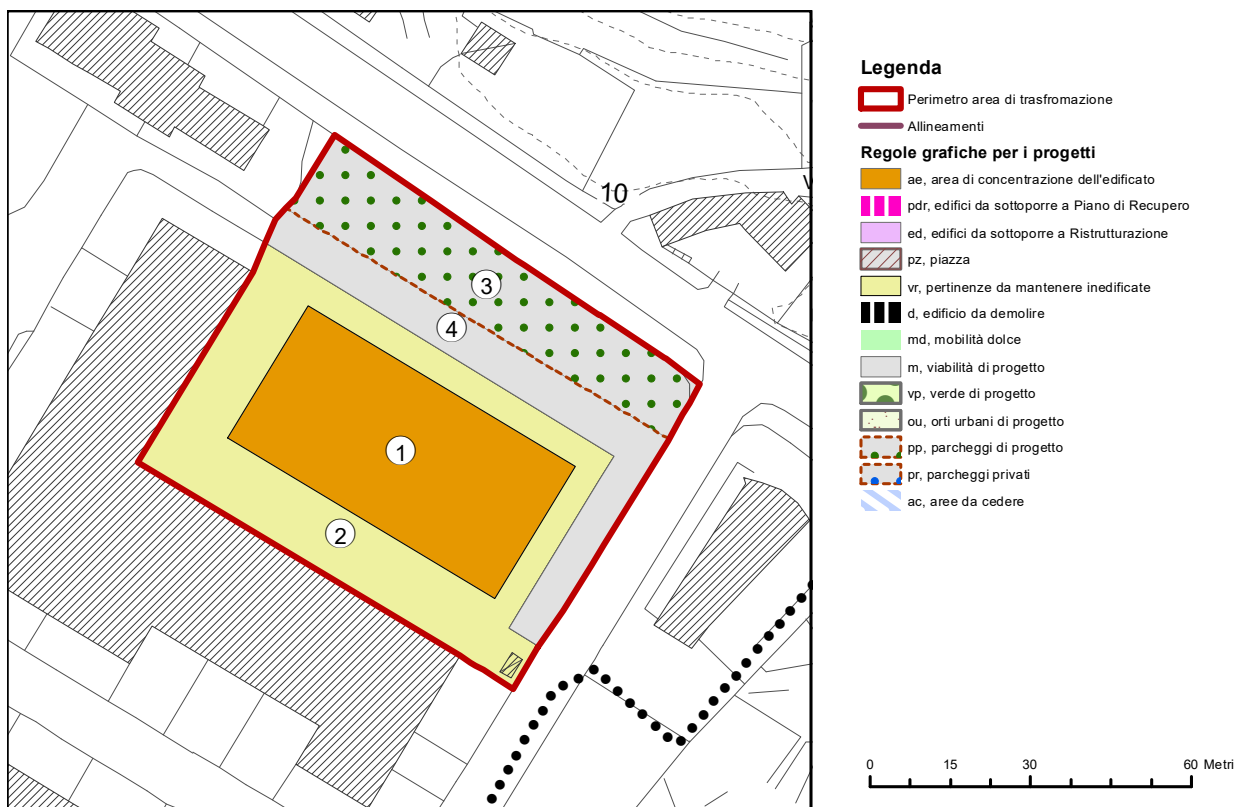 10
V
3
4
1
2
Legenda
Perimetro area di trasfromazione
Allineamenti
Regole grafiche per i progetti
ae, area di concentrazione dell'edificato
pdr, edifici da sottoporre a Piano di Recupero
ed, edifici da sottoporre a Ristrutturazione
pz, piazza
vr, pertinenze da mantenere inedificate
d, edificio da demolire
md, mobilità dolce
m, viabilità di progetto
vp, verde di progetto
ou, orti urbani di progetto
pp, parcheggi di progetto
pr, parcheggi privati
ac, aree da cedere
0 15 30 60 Metri